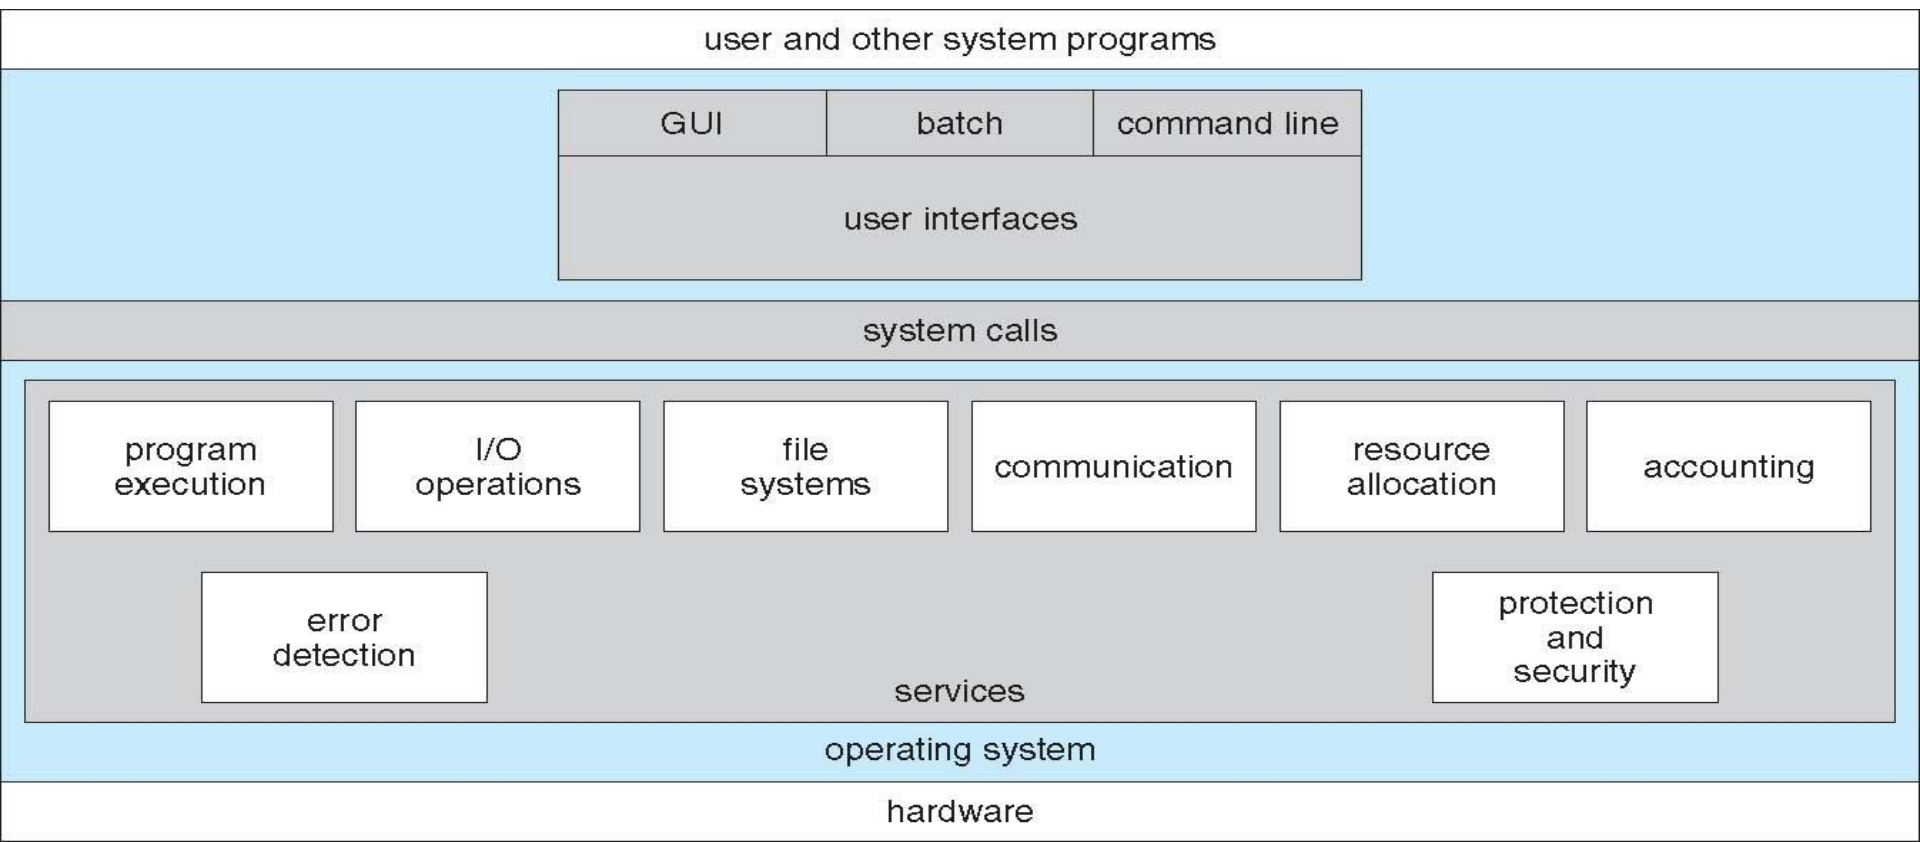 user and other system programs
GUI
batch
command line
user interfaces
system calls
program
execution
I/O
operations
file
systems
communication
resource
allocation
accounting
error
detection
protection
and
security
services
operating system
hardware